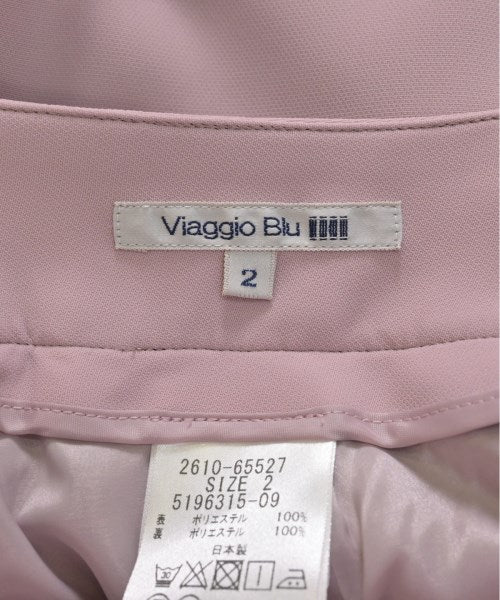 Viaggio Blu
2
2610-65527
SIZE 2
5196315-09
表 ポリエステル 100%
裏 ポリエステル 100%
日本製
30